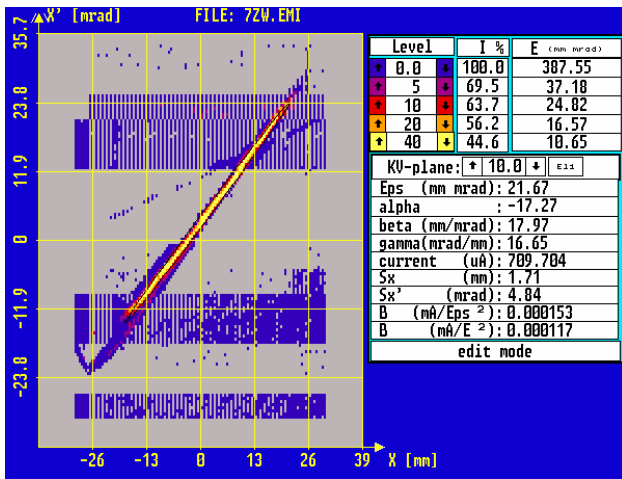 X' [mrad] FILE: 7ZW.EMI
35.7
23.8
11.9
0
-11.9
-23.8
-26 -13 0 13 26 39 X [mm]
Level I % E (mm mrad)
0.0 100.0 387.55
5 69.5 37.18
10 63.7 24.82
20 56.2 16.57
40 44.6 10.65
KV-plane: 10.0 Eli
Eps (mm mrad): 21.67
alpha : -17.27
beta (mm/mrad): 17.97
gamma(mrad/mm): 16.65
current (uA): 709.704
Sx (mm): 1.71
Sx' (mrad): 4.84
B (mA/Eps ²): 0.000153
B (mA/E ²): 0.000117
edit mode